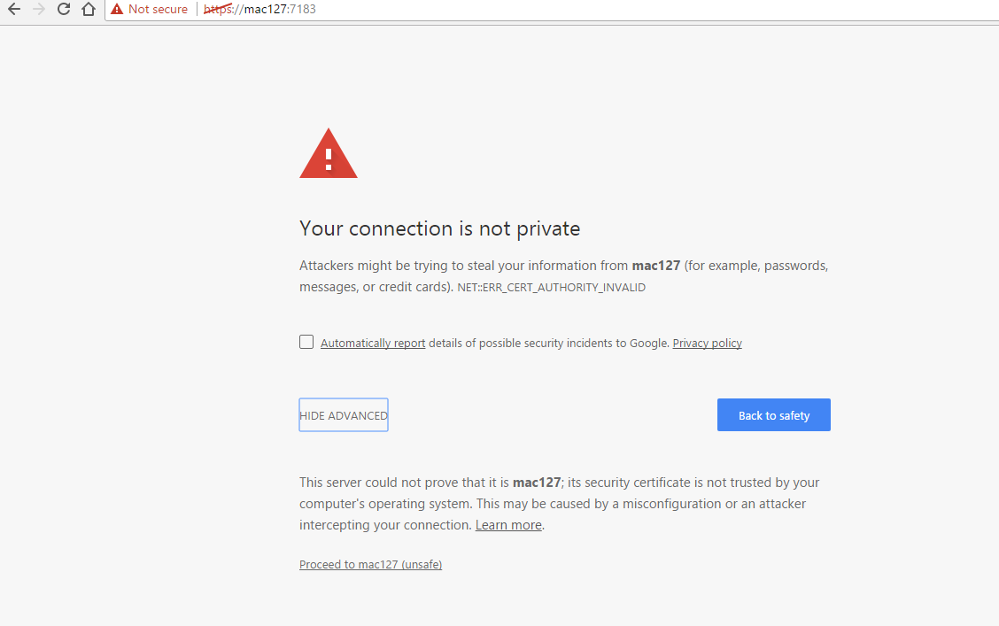 Not secure https://mac127:7183
Your connection is not private
Attackers might be trying to steal your information from mac127 (for example, passwords,
messages, or credit cards). NET::ERR_CERT_AUTHORITY_INVALID
Automatically report details of possible security incidents to Google. Privacy policy
HIDE ADVANCED
Back to safety
This server could not prove that it is mac127; its security certificate is not trusted by your
computer's operating system. This may be caused by a misconfiguration or an attacker
intercepting your connection. Learn more.
Proceed to mac127 (unsafe)